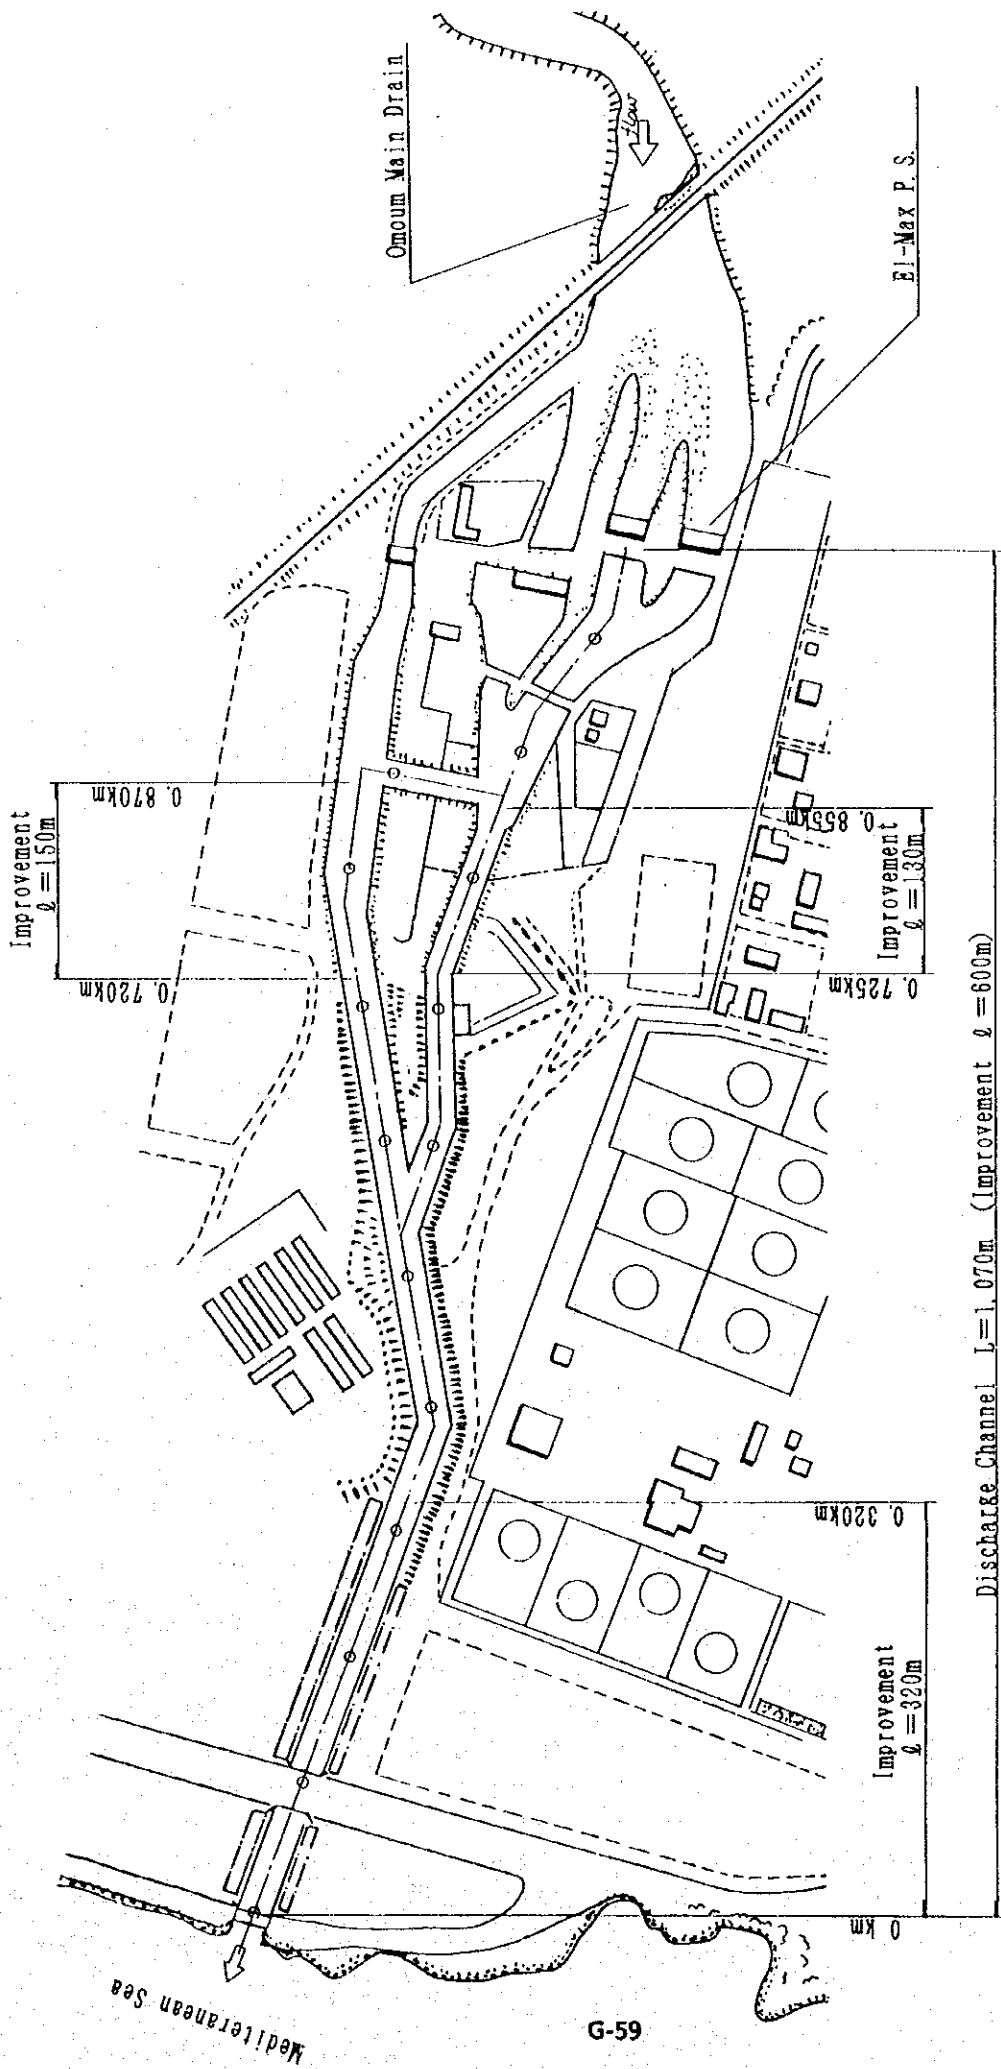 Omoum Main Drain
flow
El-Max P.S.
Improvement
ℓ=150m
0.870km
0.720km
0.855km
Improvement
ℓ=130m
0.725km
0.320km
Improvement
ℓ=320m
0 km
Discharge Channel L=1,070m (Improvement ℓ=600m)
Mediteranean Sea
G-59